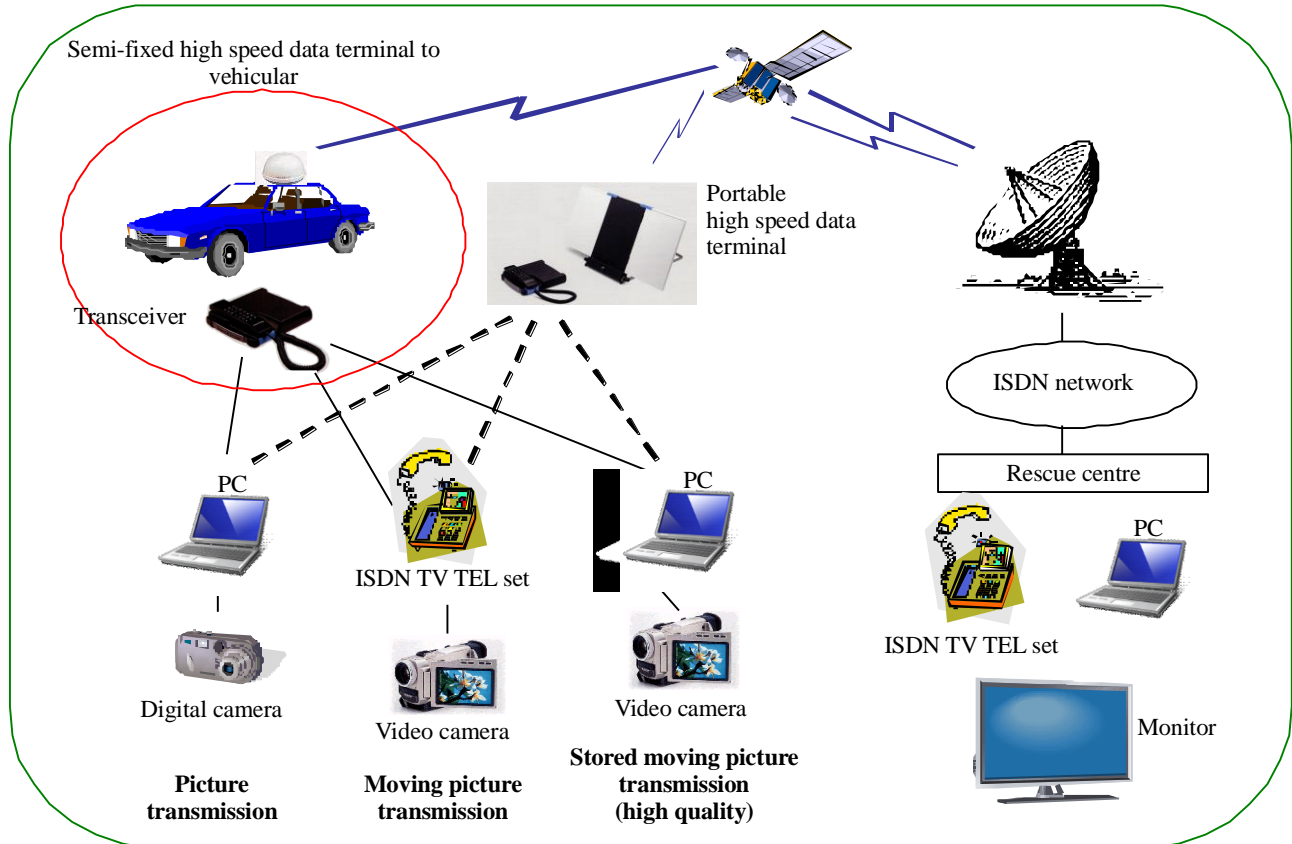 Semi-fixed high speed data terminal to
vehicular
Portable
high speed data
terminal
Transceiver
ISDN network
Rescue centre
PC
PC
PC
ISDN TV TEL set
ISDN TV TEL set
Digital camera
Video camera
Video camera
Monitor
Picture
transmission
Moving picture
transmission
Stored moving picture
transmission
(high quality)